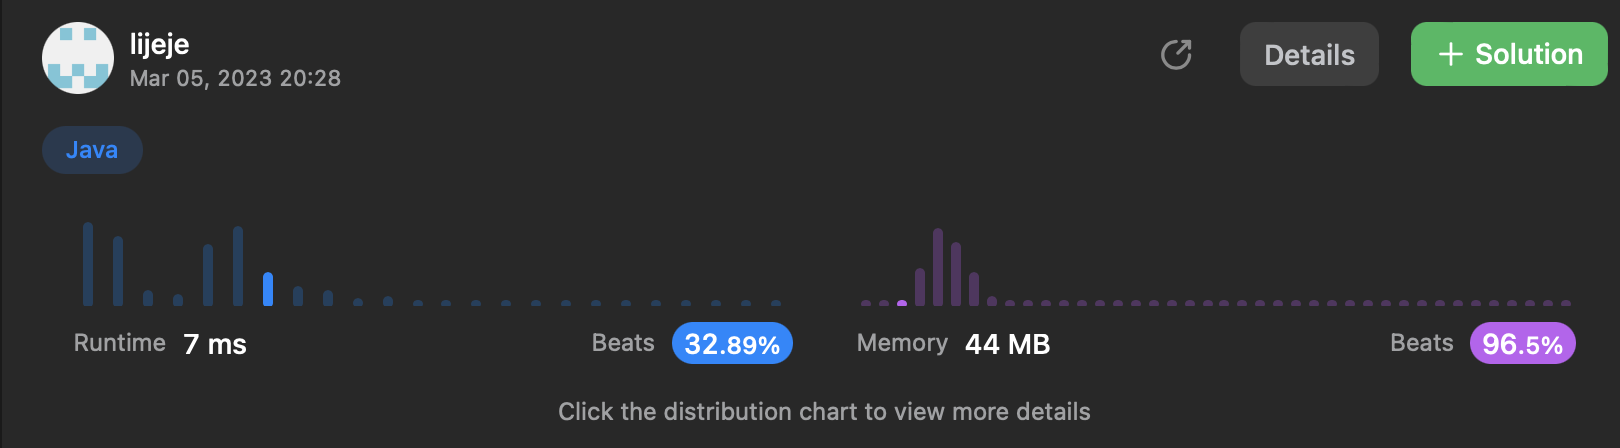 lijeje
Mar 05, 2023 20:28
Details
+ Solution
Java
Runtime 7 ms
Beats 32.89%
Memory 44 MB
Beats 96.5%
Click the distribution chart to view more details